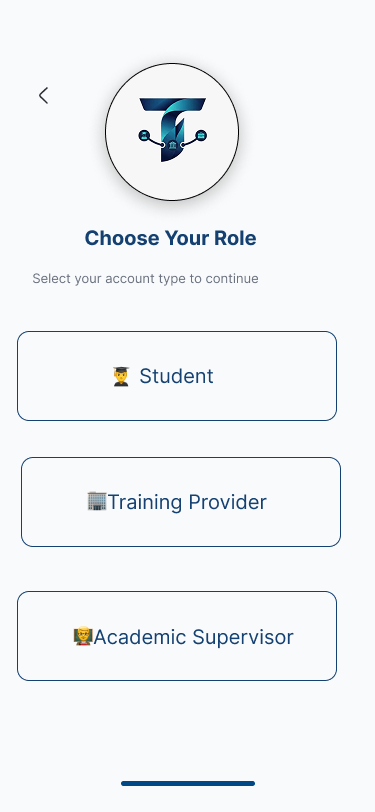 Choose Your Role
Select your account type to continue
👨‍🎓 Student
🏢Training Provider
👨‍🏫Academic Supervisor